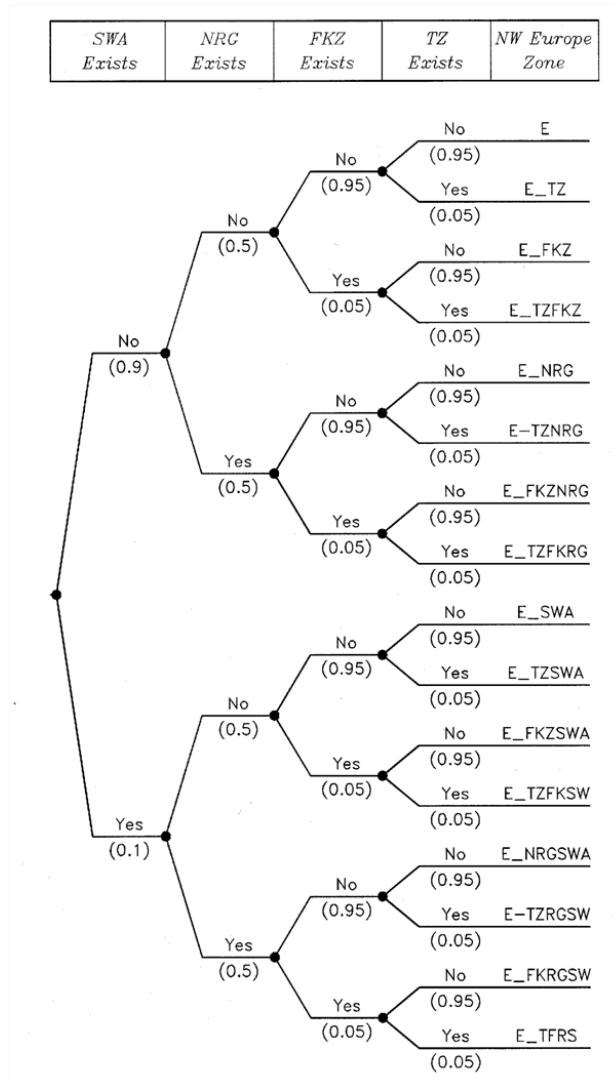 SWA Exists NRG Exists FKZ Exists TZ Exists NW Europe Zone
No E
(0.95)
No
(0.95)
Yes E_TZ
(0.05)
No
(0.5)
No E_FKZ
(0.95)
Yes
(0.05)
Yes E_TZFKZ
(0.05)
No
(0.9)
No E_NRG
(0.95)
No
(0.95)
Yes E-TZNRG
(0.05)
Yes
(0.5)
No E_FKZNRG
(0.95)
Yes
(0.05)
Yes E_TZFKRG
(0.05)
No E_SWA
(0.95)
No
(0.95)
Yes E_TZSWA
(0.05)
No
(0.5)
No E_FKZSWA
(0.95)
Yes
(0.05)
Yes E_TZFKSW
(0.05)
Yes
(0.1)
No E_NRGSWA
(0.95)
No
(0.95)
Yes E-TZRGSW
(0.05)
Yes
(0.5)
No E_FKRGSW
(0.95)
Yes
(0.05)
Yes E_TFRS
(0.05)